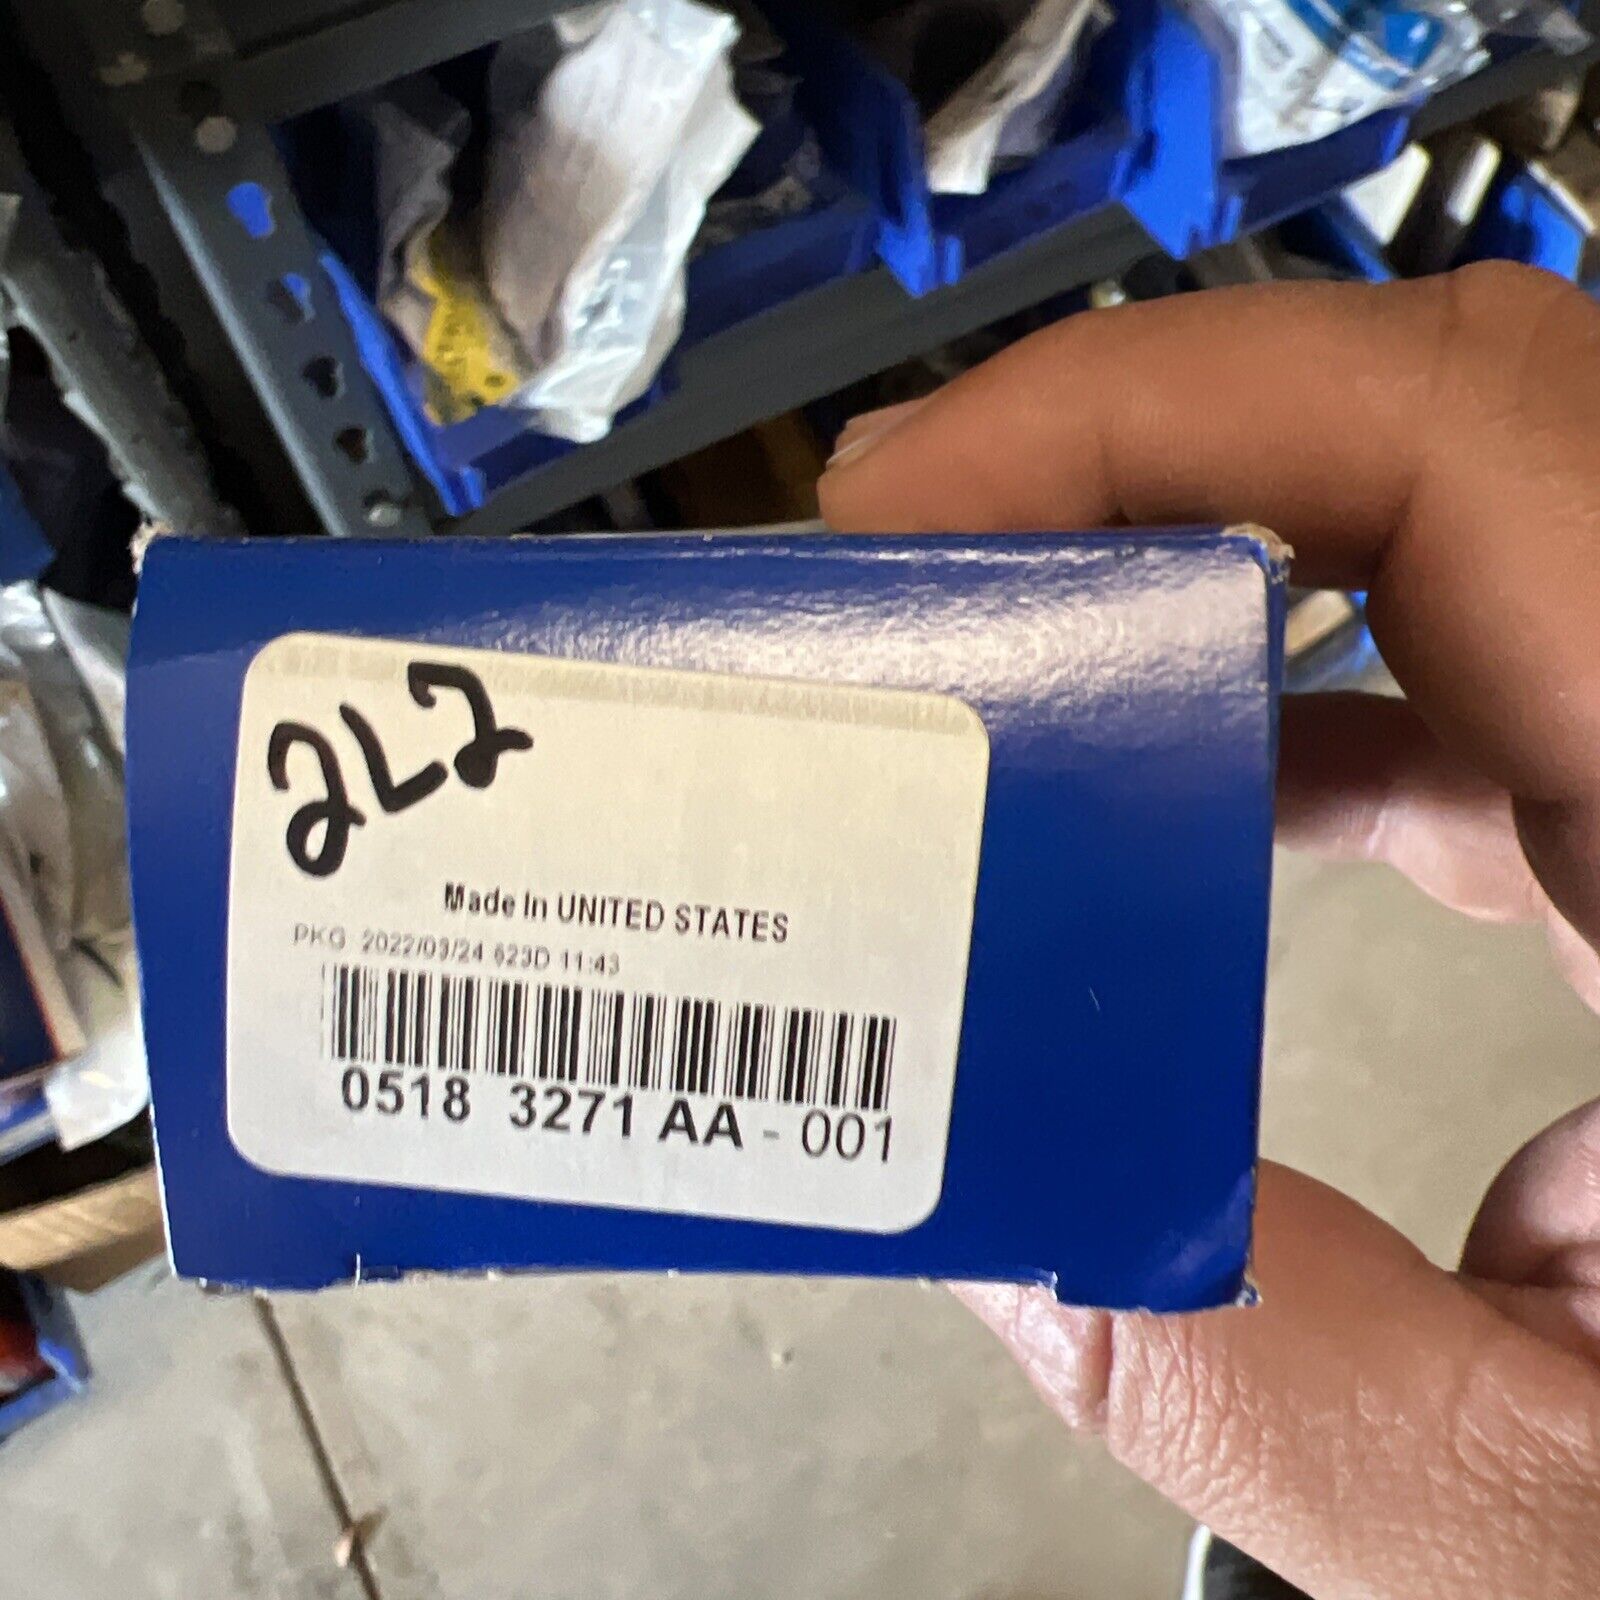 2L2
Made In UNITED STATES
PKG 2022/03/24 623D 11:43
0518 3271 AA - 001